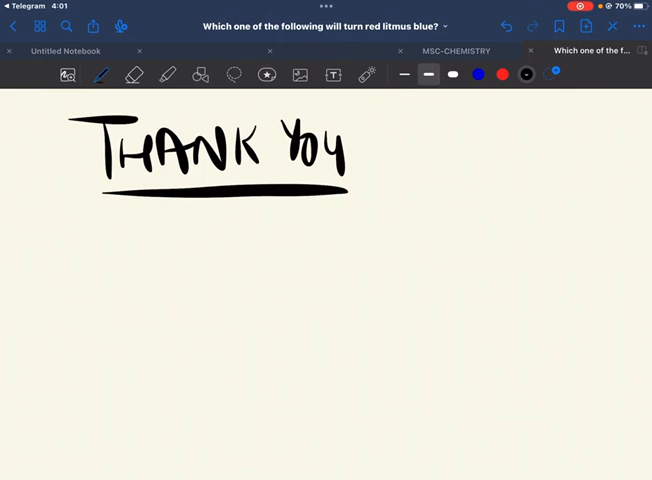 Telegram 4:01 70%
Which one of the following will turn red litmus blue?
Untitled Notebook MSC-CHEMISTRY Which one of the f...
T
THANK YOU